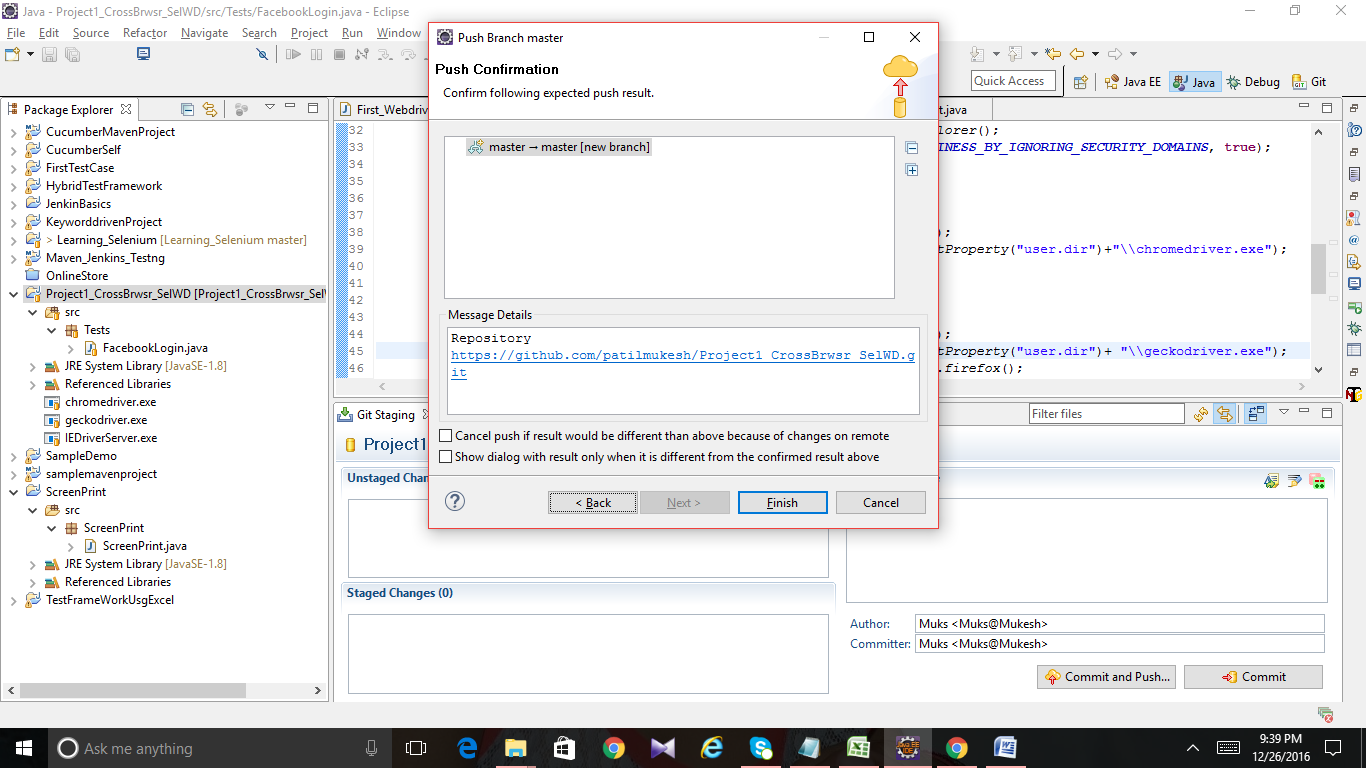 Java - Project1_CrossBrwsr_SelWD/src/Tests/FacebookLogin.java - Eclipse
File Edit Source Refactor Navigate Search Project Run Window
Quick Access
Java EE
Java
Debug
Git
Package Explorer
CucumberMavenProject
CucumberSelf
FirstTestCase
HybridTestFramework
JenkinBasics
KeyworddrivenProject
> Learning_Selenium [Learning_Selenium master]
Maven_Jenkins_Testng
OnlineStore
Project1_CrossBrwsr_SelWD [Project1_CrossBrwsr_SelW
src
Tests
FacebookLogin.java
JRE System Library [JavaSE-1.8]
Referenced Libraries
chromedriver.exe
geckodriver.exe
IEDriverServer.exe
SampleDemo
samplemavenproject
ScreenPrint
src
ScreenPrint
ScreenPrint.java
JRE System Library [JavaSE-1.8]
Referenced Libraries
TestFrameWorkUsgExcel
First_Webdriv
t.java
32 lorer();
33 INESS_BY_IGNORING_SECURITY_DOMAINS, true);
34
35
36
37
38 );
39 tProperty("user.dir")+"\\chromedriver.exe");
40
41
42
43
44 );
45 tProperty("user.dir")+ "\\geckodriver.exe");
46 .firefox();
Push Branch master
Push Confirmation
Confirm following expected push result.
master → master [new branch]
Message Details
Repository
https://github.com/patilmukesh/Project1_CrossBrwsr_SelWD.g
it
Cancel push if result would be different than above because of changes on remote
Show dialog with result only when it is different from the confirmed result above
?
< Back
Next >
Finish
Cancel
Git Staging
Filter files
Project1
Unstaged Chan
Staged Changes (0)
Author: Muks <Muks@Mukesh>
Committer: Muks <Muks@Mukesh>
Commit and Push...
Commit
Ask me anything
9:39 PM
12/26/2016